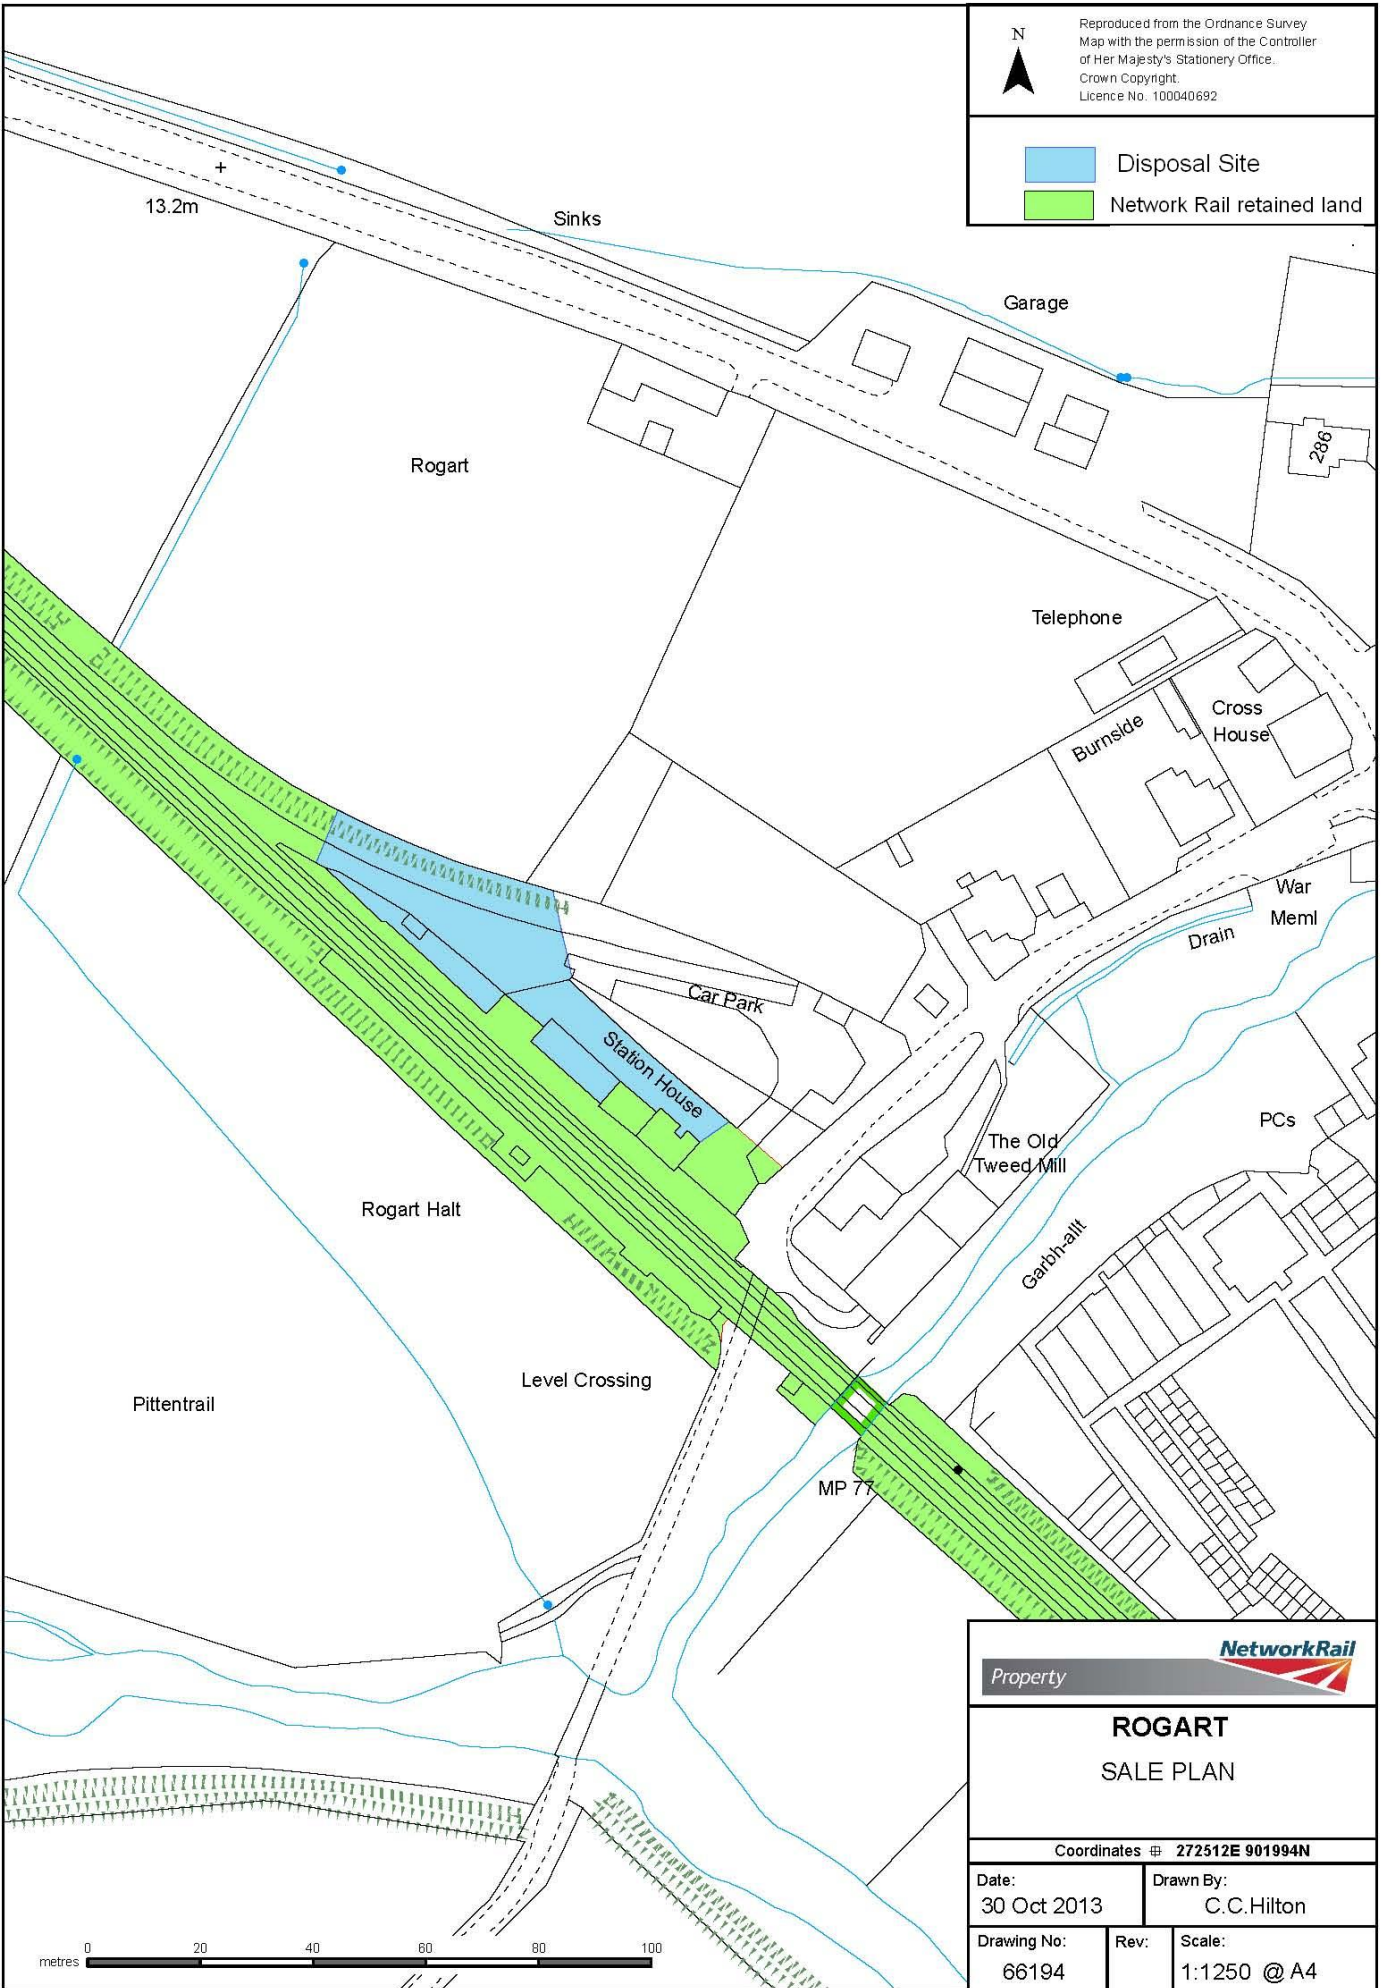 N
Reproduced from the Ordnance Survey
Map with the permission of the Controller
of Her Majesty's Stationery Office.
Crown Copyright.
Licence No. 100040692
Disposal Site
Network Rail retained land
13.2m
Sinks
Garage
286
Rogart
Telephone
Cross
House
Burnside
War
Meml
Drain
Car Park
Station House
PCs
The Old
Tweed Mill
Rogart Halt
Garbh-allt
Level Crossing
Pittentrail
MP 77
NetworkRail
Property
ROGART
SALE PLAN
Coordinates 272512E 901994N
Date:
30 Oct 2013
Drawn By:
C.C.Hilton
Drawing No:
66194
Rev:
Scale:
1:1250 @ A4
metres 0 20 40 60 80 100